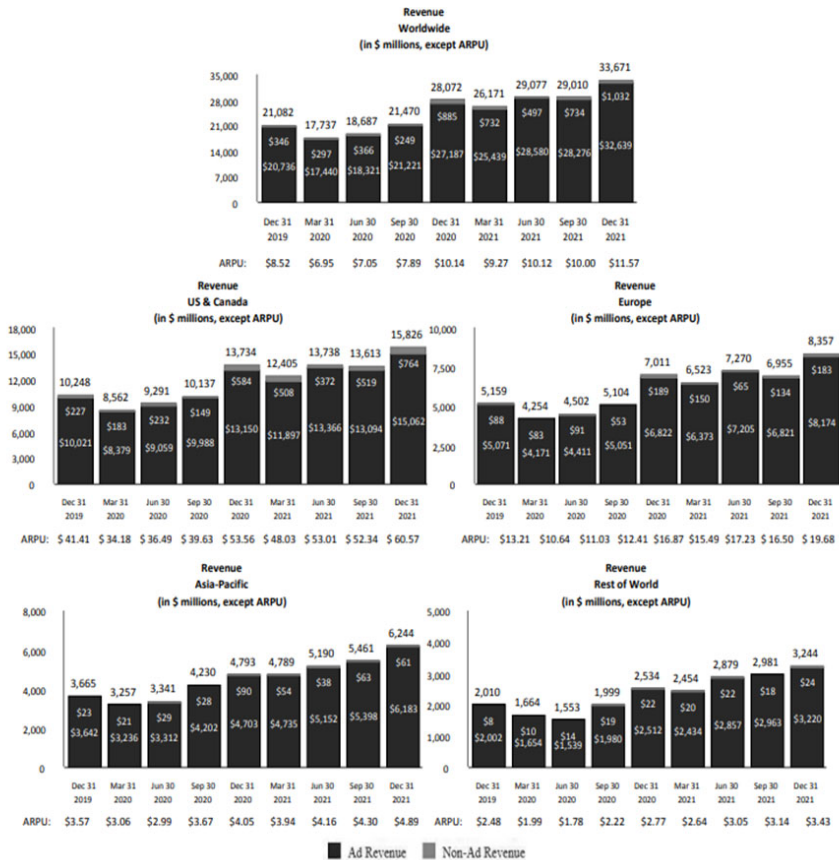 Revenue
Worldwide
(in $ millions, except ARPU)
35,000
28,000
21,000
14,000
7,000
0
21,082 17,737 18,687 21,470 28,072 26,171 29,077 29,010 33,671
$346 $297 $366 $249 $885 $732 $497 $734 $1,032
$20,736 $17,440 $18,321 $21,221 $27,187 $25,439 $28,580 $28,276 $32,639
Dec 31 Mar 31 Jun 30 Sep 30 Dec 31 Mar 31 Jun 30 Sep 30 Dec 31
2019 2020 2020 2020 2020 2021 2021 2021 2021
ARPU: $8.52 $6.95 $7.05 $7.89 $10.14 $9.27 $10.12 $10.00 $11.57
Revenue
US & Canada
(in $ millions, except ARPU)
18,000
15,000
12,000
9,000
6,000
3,000
0
10,248 8,562 9,291 10,137 13,734 12,405 13,738 13,613 15,826
$227 $183 $232 $149 $584 $508 $372 $519 $764
$10,021 $8,379 $9,059 $9,988 $13,150 $11,897 $13,366 $13,094 $15,062
Dec 31 Mar 31 Jun 30 Sep 30 Dec 31 Mar 31 Jun 30 Sep 30 Dec 31
2019 2020 2020 2020 2020 2021 2021 2021 2021
ARPU: $ 41.41 $ 34.18 $ 36.49 $ 39.63 $ 53.56 $ 48.03 $ 53.01 $ 52.34 $ 60.57
Revenue
Europe
(in $ millions, except ARPU)
10,000
7,500
5,000
2,500
0
5,159 4,254 4,502 5,104 7,011 6,523 7,270 6,955 8,357
$88 $83 $91 $53 $189 $150 $65 $134 $183
$5,071 $4,171 $4,411 $5,051 $6,822 $6,373 $7,205 $6,821 $8,174
Dec 31 Mar 31 Jun 30 Sep 30 Dec 31 Mar 31 Jun 30 Sep 30 Dec 31
2019 2020 2020 2020 2020 2021 2021 2021 2021
ARPU: $13.21 $10.64 $11.03 $12.41 $16.87 $15.49 $17.23 $ 16.50 $ 19.68
Revenue
Asia-Pacific
(in $ millions, except ARPU)
8,000
6,000
4,000
2,000
0
3,665 3,257 3,341 4,230 4,793 4,789 5,190 5,461 6,244
$23 $21 $29 $28 $90 $54 $38 $63 $61
$3,642 $3,236 $3,312 $4,202 $4,703 $4,735 $5,152 $5,398 $6,183
Dec 31 Mar 31 Jun 30 Sep 30 Dec 31 Mar 31 Jun 30 Sep 30 Dec 31
2019 2020 2020 2020 2020 2021 2021 2021 2021
ARPU: $3.57 $3.06 $2.99 $3.67 $4.05 $3.94 $4.16 $4.30 $4.89
Revenue
Rest of World
(in $ millions, except ARPU)
5,000
4,000
3,000
2,000
1,000
0
2,010 1,664 1,553 1,999 2,534 2,454 2,879 2,981 3,244
$8 $10 $14 $19 $22 $20 $22 $18 $24
$2,002 $1,654 $1,539 $1,980 $2,512 $2,434 $2,857 $2,963 $3,220
Dec 31 Mar 31 Jun 30 Sep 30 Dec 31 Mar 31 Jun 30 Sep 30 Dec 31
2019 2020 2020 2020 2020 2021 2021 2021 2021
ARPU: $2.48 $1.99 $1.78 $2.22 $2.77 $2.64 $3.05 $3.14 $3.43
Ad Revenue Non-Ad Revenue